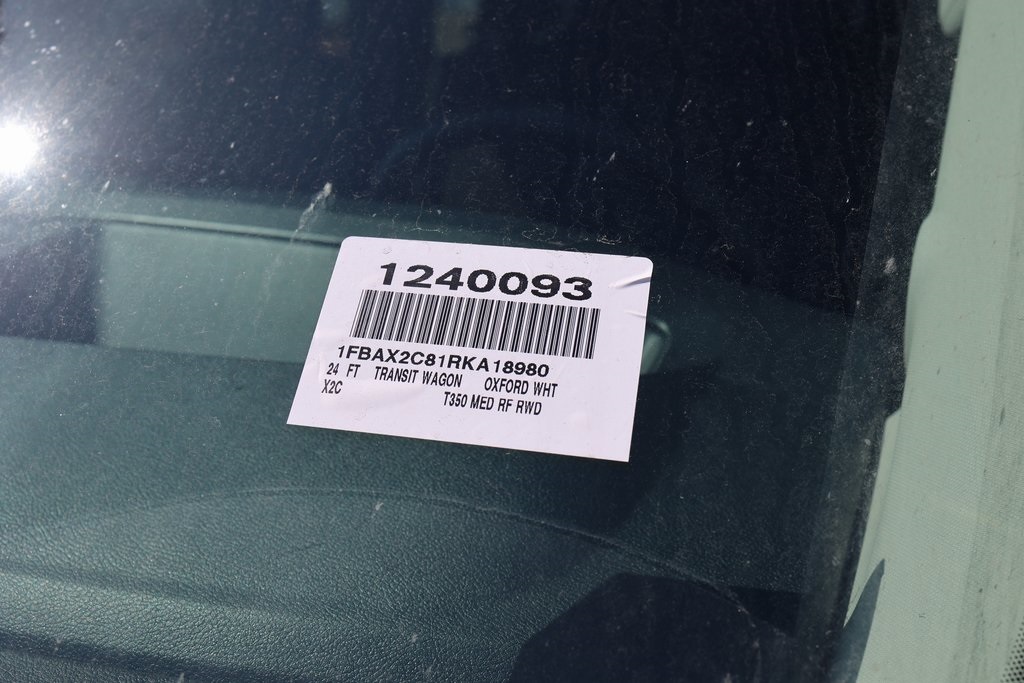 1240093
1FBAX2C81RKA18980
24 FT TRANSIT WAGON OXFORD WHT
X2C T350 MED RF RWD